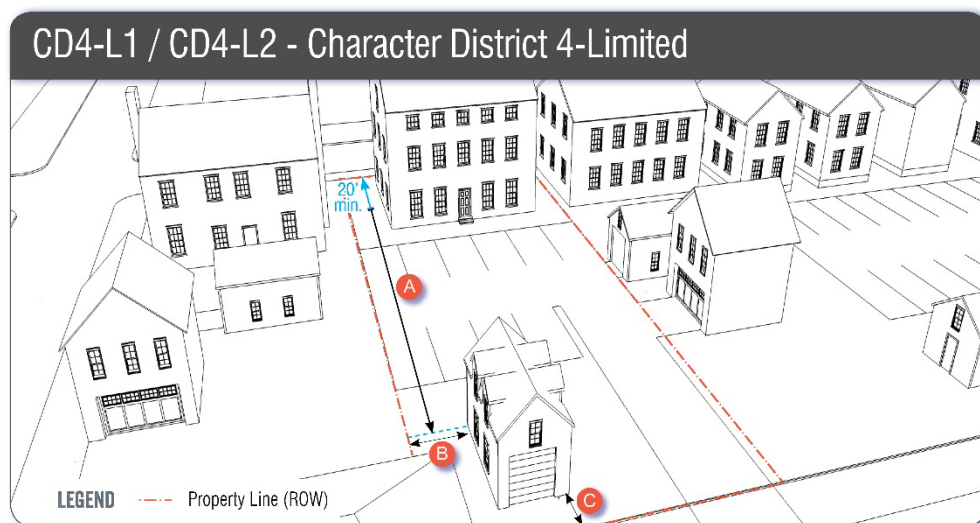 CD4-L1 / CD4-L2 - Character District 4-Limited
20'
min.
A
B
C
LEGEND Property Line (ROW)